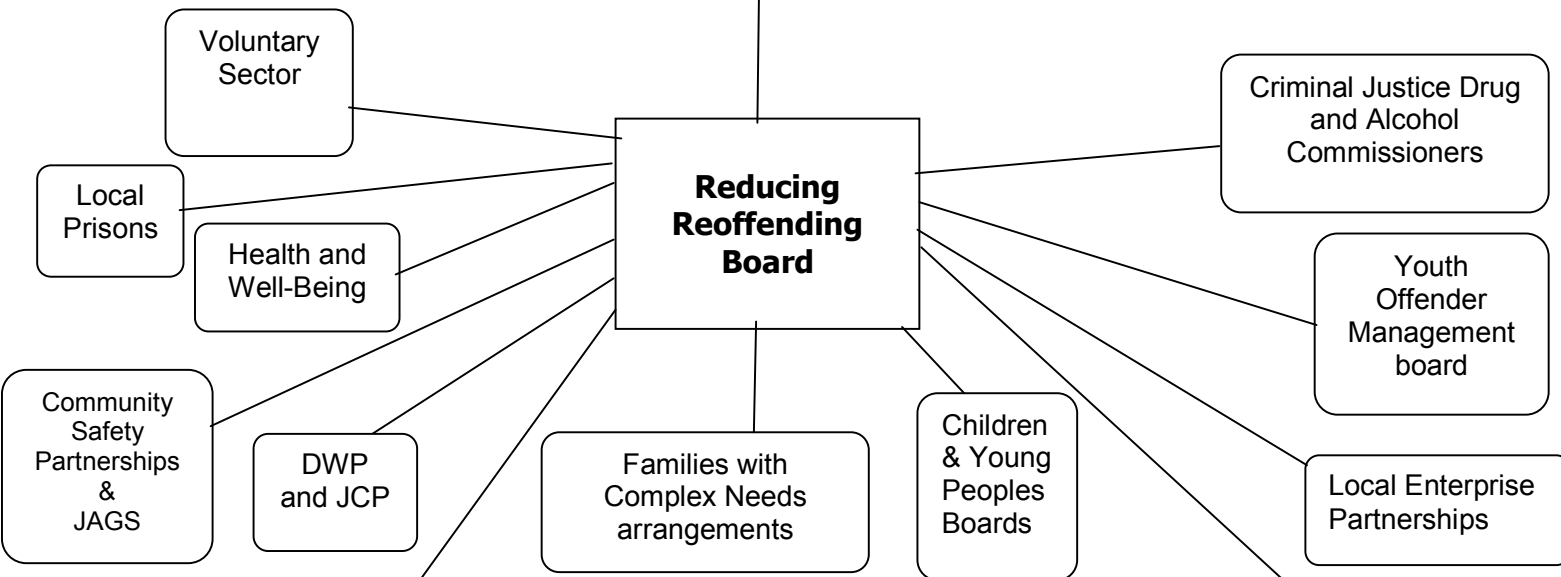 Voluntary
Sector
Criminal Justice Drug
and Alcohol
Commissioners
Local
Prisons
Reducing
Reoffending
Board
Health and
Well-Being
Youth
Offender
Management
board
Community
Safety
Partnerships
&
JAGS
DWP
and JCP
Families with
Complex Needs
arrangements
Children
& Young
Peoples
Boards
Local Enterprise
Partnerships